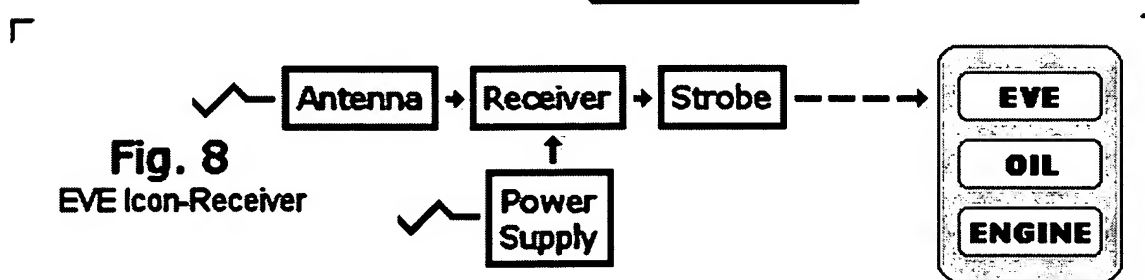 Antenna
Receiver
Strobe
EVE
OIL
ENGINE
Fig. 8
EVE Icon-Receiver
Power
Supply